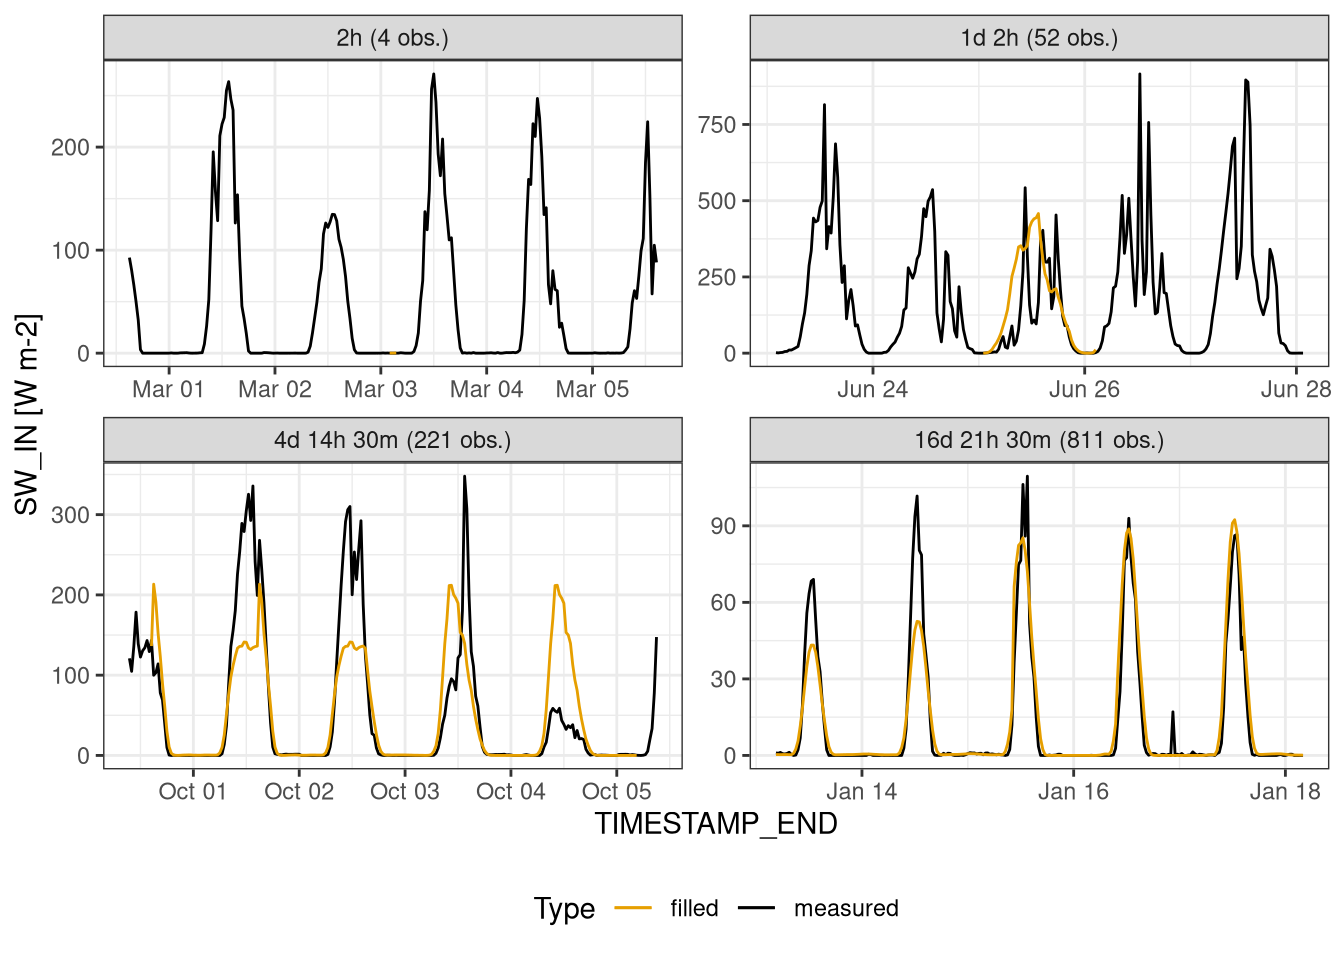 2h (4 obs.)
1d 2h (52 obs.)
200
100
0
Mar 01 Mar 02 Mar 03 Mar 04 Mar 05
750
500
250
0
Jun 24 Jun 26 Jun 28
SW_IN [W m-2]
4d 14h 30m (221 obs.)
16d 21h 30m (811 obs.)
300
200
100
0
Oct 01 Oct 02 Oct 03 Oct 04 Oct 05
90
60
30
0
Jan 14 Jan 16 Jan 18
TIMESTAMP_END
Type filled measured